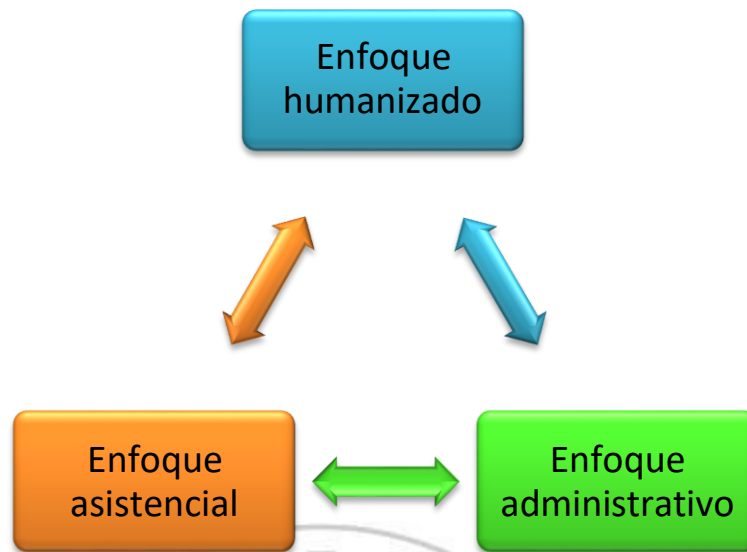 Enfoque
humanizado
Enfoque
asistencial
Enfoque
administrativo